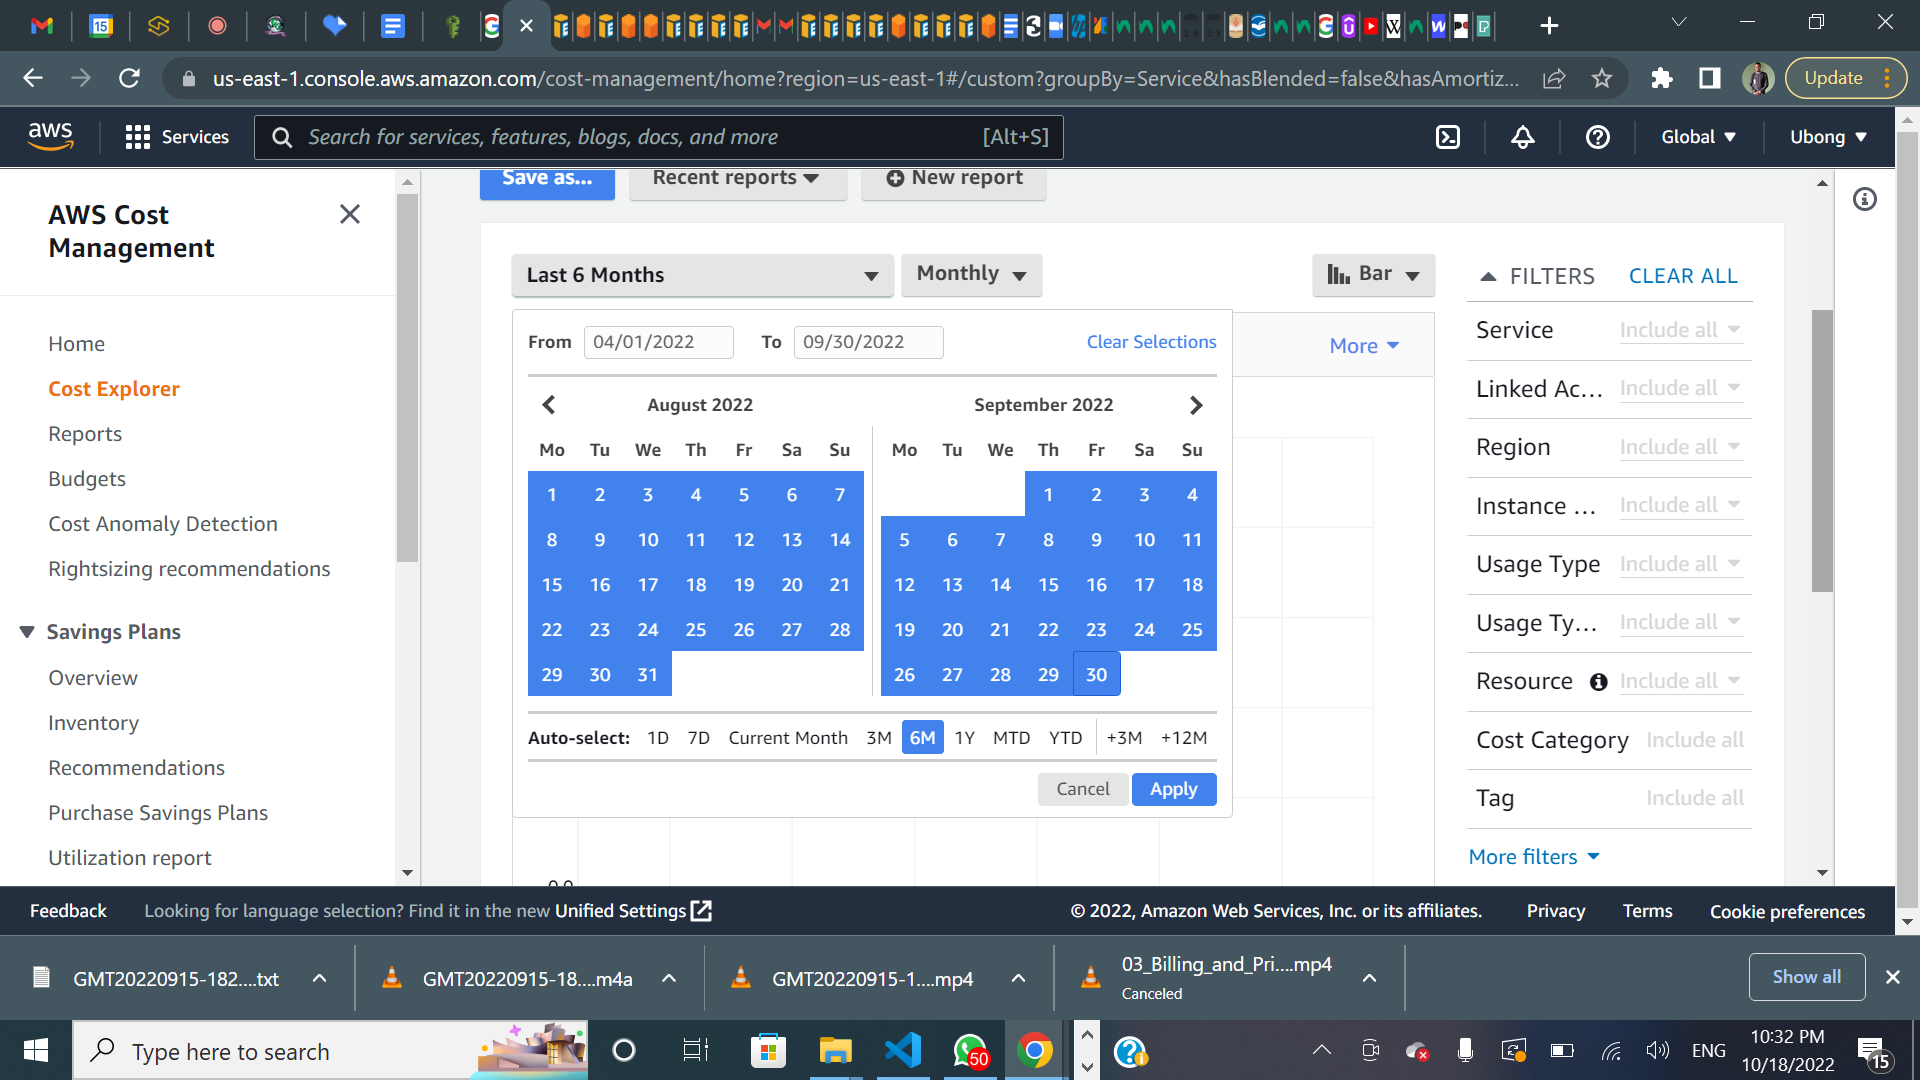 15
us-east-1.console.aws.amazon.com/cost-management/home?region=us-east-1#/custom?groupBy=Service&hasBlended=false&hasAmortiz...
Update
aws
Services
Search for services, features, blogs, docs, and more
[Alt+S]
Global
Ubong
AWS Cost
Management
Home
Cost Explorer
Reports
Budgets
Cost Anomaly Detection
Rightsizing recommendations
Savings Plans
Overview
Inventory
Recommendations
Purchase Savings Plans
Utilization report
Save as...
Recent reports
New report
Last 6 Months
Monthly
Bar
From 04/01/2022 To 09/30/2022 Clear Selections
More
August 2022
Mo Tu We Th Fr Sa Su
1 2 3 4 5 6 7
8 9 10 11 12 13 14
15 16 17 18 19 20 21
22 23 24 25 26 27 28
29 30 31
September 2022
Mo Tu We Th Fr Sa Su
1 2 3 4
5 6 7 8 9 10 11
12 13 14 15 16 17 18
19 20 21 22 23 24 25
26 27 28 29 30
Auto-select: 1D 7D Current Month 3M 6M 1Y MTD YTD +3M +12M
Cancel Apply
FILTERS CLEAR ALL
Service Include all
Linked Ac... Include all
Region Include all
Instance ... Include all
Usage Type Include all
Usage Ty... Include all
Resource Include all
Cost Category Include all
Tag Include all
More filters
Feedback
Looking for language selection? Find it in the new Unified Settings
© 2022, Amazon Web Services, Inc. or its affiliates.
Privacy
Terms
Cookie preferences
GMT20220915-182....txt
GMT20220915-18....m4a
GMT20220915-1....mp4
03_Billing_and_Pri....mp4
Canceled
Show all
Type here to search
50
ENG
10:32 PM
10/18/2022
15